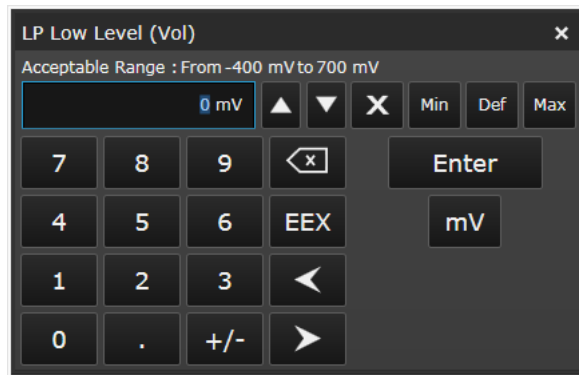 LP Low Level (Vol)
Acceptable Range : From -400 mV to 700 mV
0 mV X Min Def Max
7 8 9 Enter
4 5 6 EEX mV
1 2 3
0 . +/-